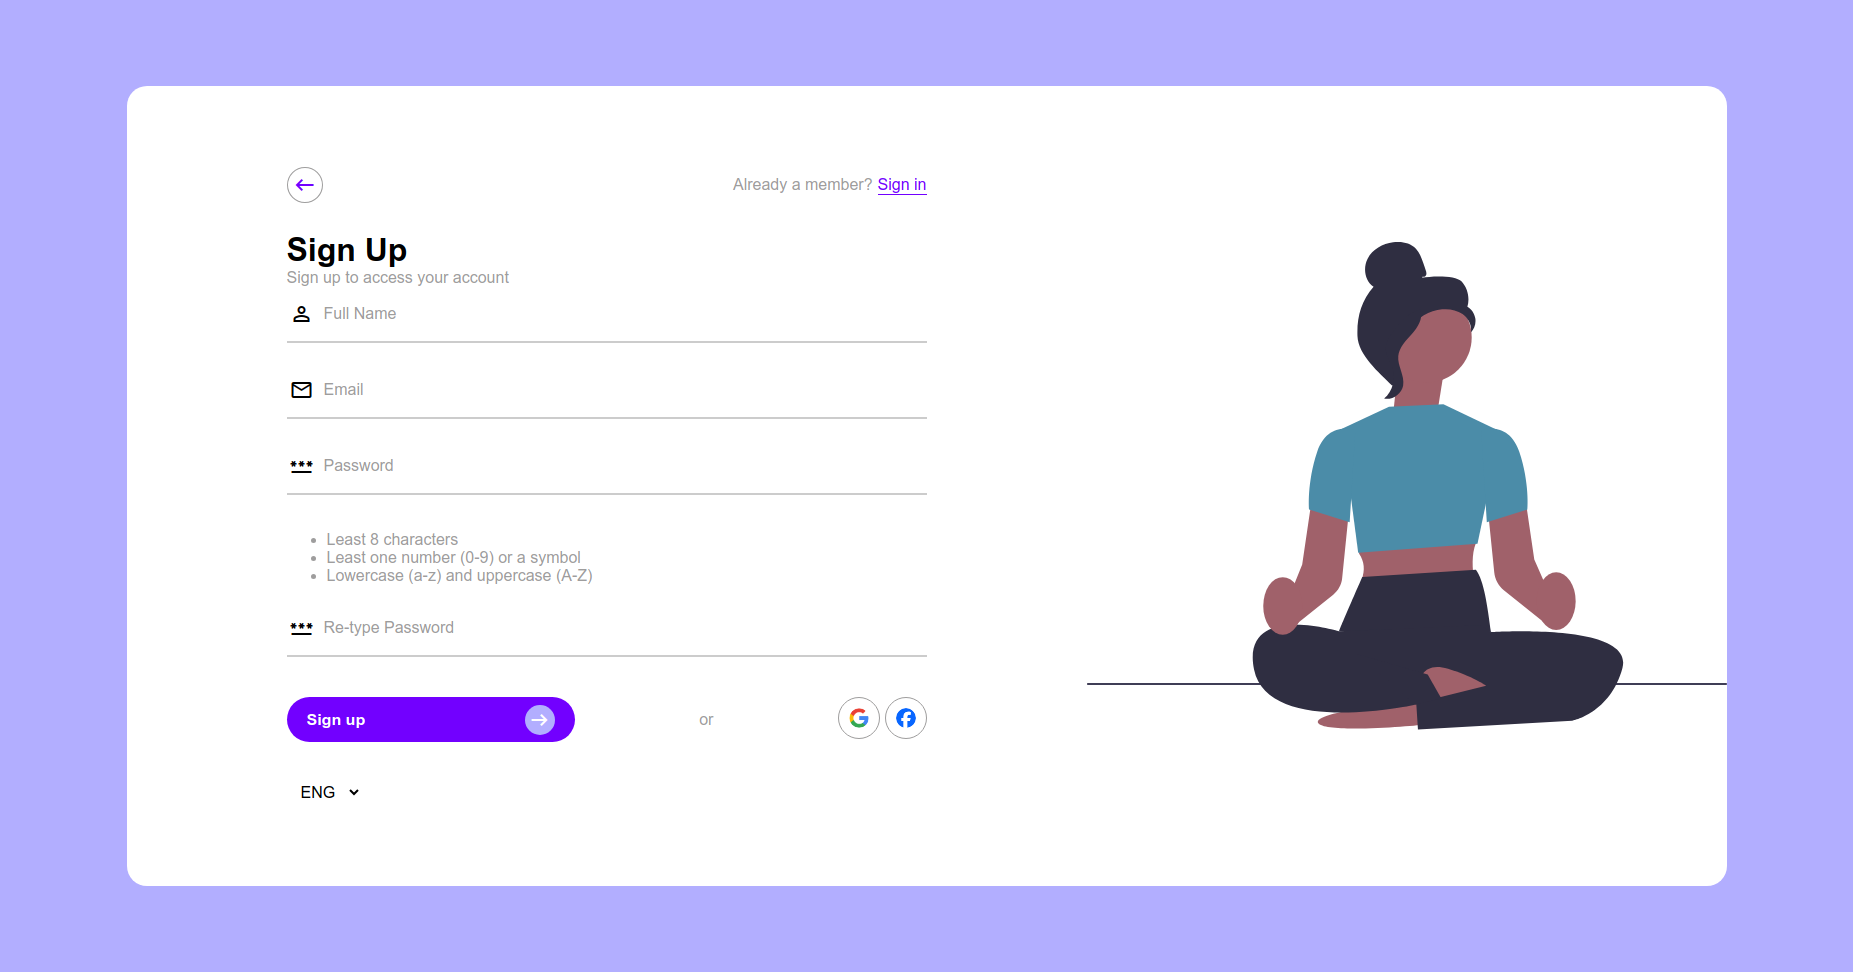 Already a member? Sign in
Sign Up
Sign up to access your account
Full Name
Email
Password
Least 8 characters
Least one number (0-9) or a symbol
Lowercase (a-z) and uppercase (A-Z)
Re-type Password
Sign up
or
ENG